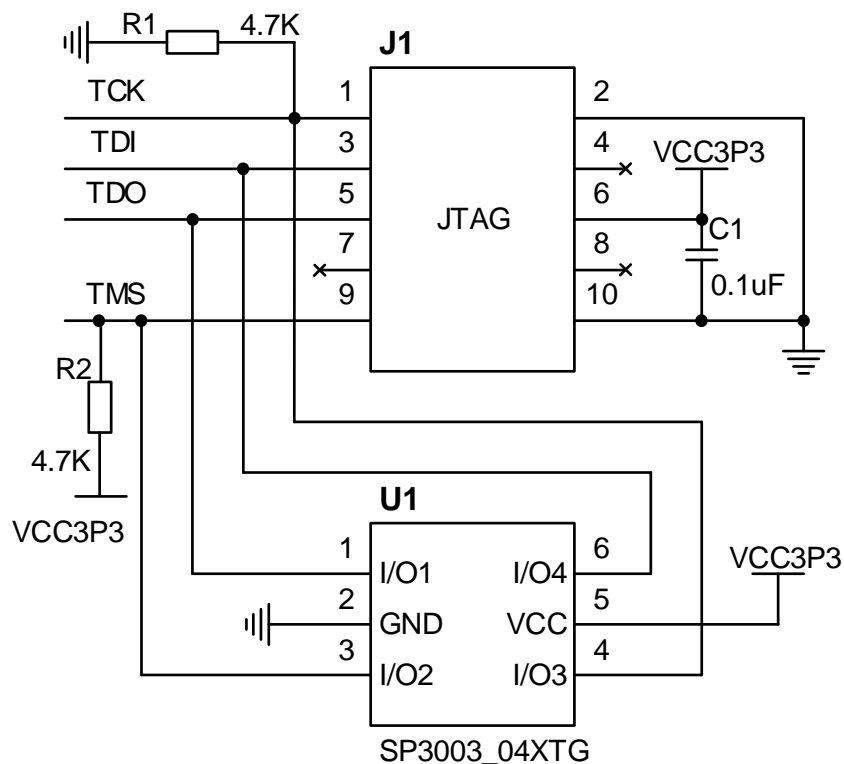 R1 4.7K
J1
TCK 1 2
TDI 3 4 VCC3P3
TDO 5 6
JTAG C1
7 8
0.1uF
TMS 9 10
R2
4.7K
U1
VCC3P3
1 I/O1 I/O4 6 VCC3P3
2 GND VCC 5
3 I/O2 I/O3 4
SP3003_04XTG